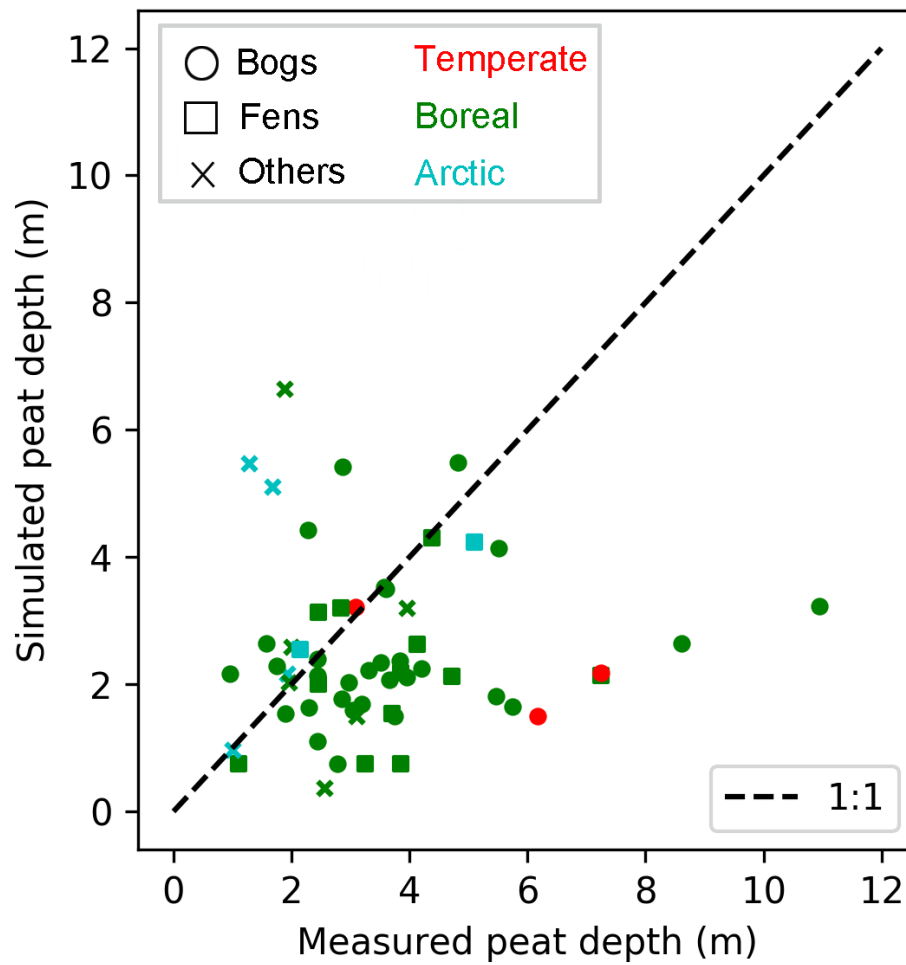 12
10
8
6
4
2
0
Simulated peat depth (m)
Bogs Temperate
Fens Boreal
Others Arctic
1:1
0 2 4 6 8 10 12
Measured peat depth (m)